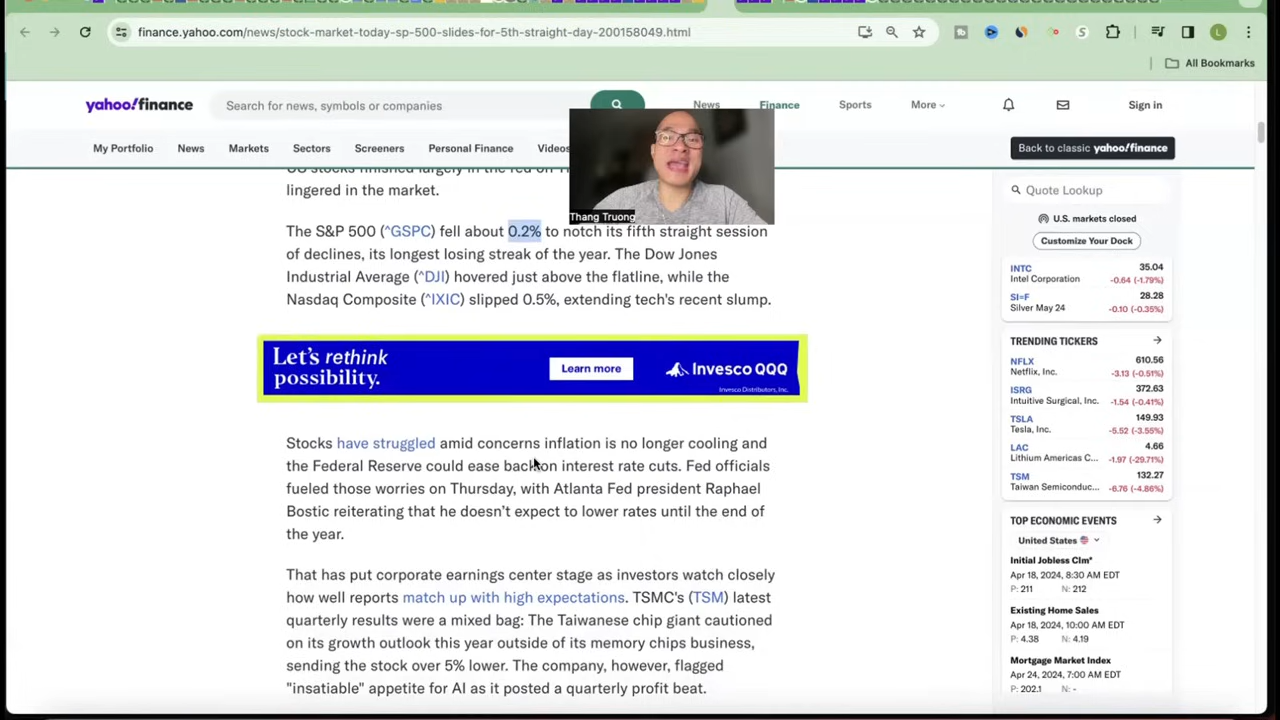 finance.yahoo.com/news/stock-market-today-sp-500-slides-for-5th-straight-day-200158049.html
S
L
All Bookmarks
yahoo!finance
Search for news, symbols or companies
News
Finance
Sports
More
Sign in
My Portfolio
News
Markets
Sectors
Screeners
Personal Finance
Videos
Back to classic yahoo!finance
lingered in the market.
Thang Truong
The S&P 500 (^GSPC) fell about 0.2% to notch its fifth straight session
of declines, its longest losing streak of the year. The Dow Jones
Industrial Average (^DJI) hovered just above the flatline, while the
Nasdaq Composite (^IXIC) slipped 0.5%, extending tech's recent slump.
Let's rethink
possibility.
Learn more
Invesco QQQ
Invesco Distributors, Inc.
Stocks have struggled amid concerns inflation is no longer cooling and
the Federal Reserve could ease back on interest rate cuts. Fed officials
fueled those worries on Thursday, with Atlanta Fed president Raphael
Bostic reiterating that he doesn't expect to lower rates until the end of
the year.
That has put corporate earnings center stage as investors watch closely
how well reports match up with high expectations. TSMC's (TSM) latest
quarterly results were a mixed bag: The Taiwanese chip giant cautioned
on its growth outlook this year outside of its memory chips business,
sending the stock over 5% lower. The company, however, flagged
"insatiable" appetite for AI as it posted a quarterly profit beat.
Quote Lookup
U.S. markets closed
Customize Your Dock
INTC 35.04
Intel Corporation -0.64 (-1.79%)
SI=F 28.28
Silver May 24 -0.10 (-0.35%)
TRENDING TICKERS
NFLX 610.56
Netflix, Inc. -3.13 (-0.51%)
ISRG 372.63
Intuitive Surgical, Inc. -1.54 (-0.41%)
TSLA 149.93
Tesla, Inc. -5.52 (-3.55%)
LAC 4.66
Lithium Americas C... -1.97 (-29.71%)
TSM 132.27
Taiwan Semiconduc... -6.76 (-4.86%)
TOP ECONOMIC EVENTS
United States
Initial Jobless Clm*
Apr 18, 2024, 8:30 AM EDT
P: 211 N: 212
Existing Home Sales
Apr 18, 2024, 10:00 AM EDT
P: 4.38 N: 4.19
Mortgage Market Index
Apr 24, 2024, 7:00 AM EDT
P: 202.1 N: -